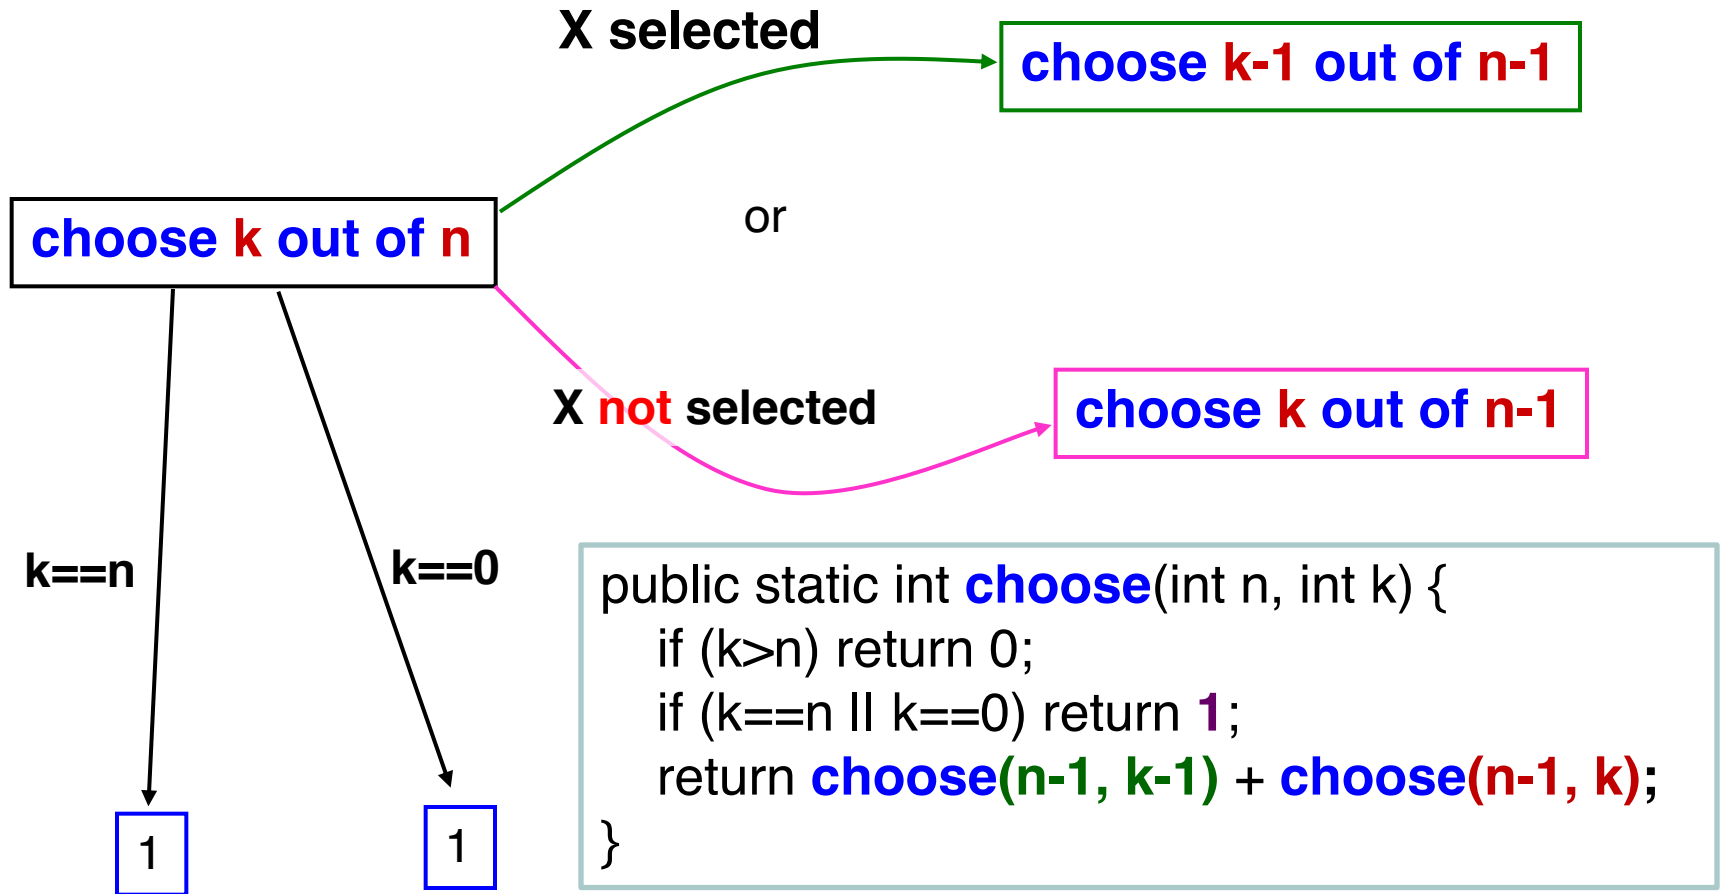 X selected
choose k-1 out of n-1
or
choose k out of n
X not selected
choose k out of n-1
k==n
k==0
1
1
public static int choose(int n, int k) {
if (k>n) return 0;
if (k==n || k==0) return 1;
return choose(n-1, k-1) + choose(n-1, k);
}